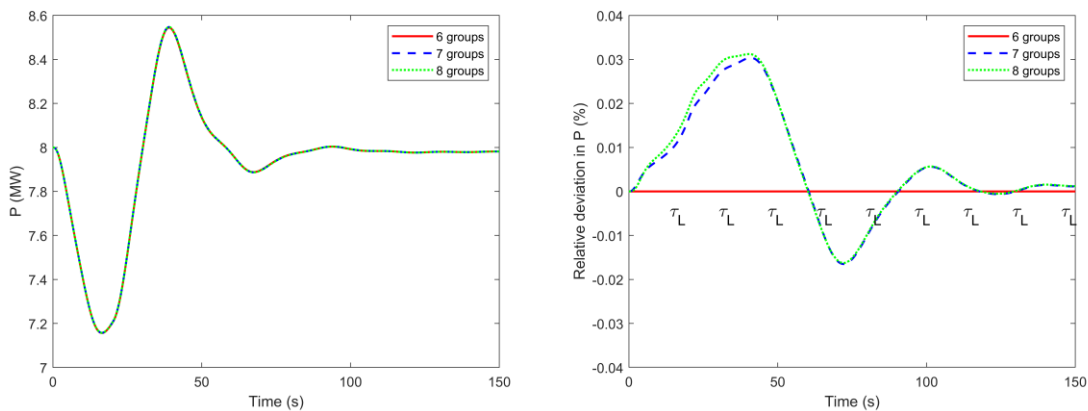 8.6
8.4
8.2
8
7.8
7.6
7.4
7.2
7
0 50 100 150
P (MW)
Time (s)
6 groups
7 groups
8 groups
0.04
0.03
0.02
0.01
0
-0.01
-0.02
-0.03
-0.04
0 50 100 150
Relative deviation in P (%)
Time (s)
6 groups
7 groups
8 groups
τL τL τL τL τL τL τL τL τL